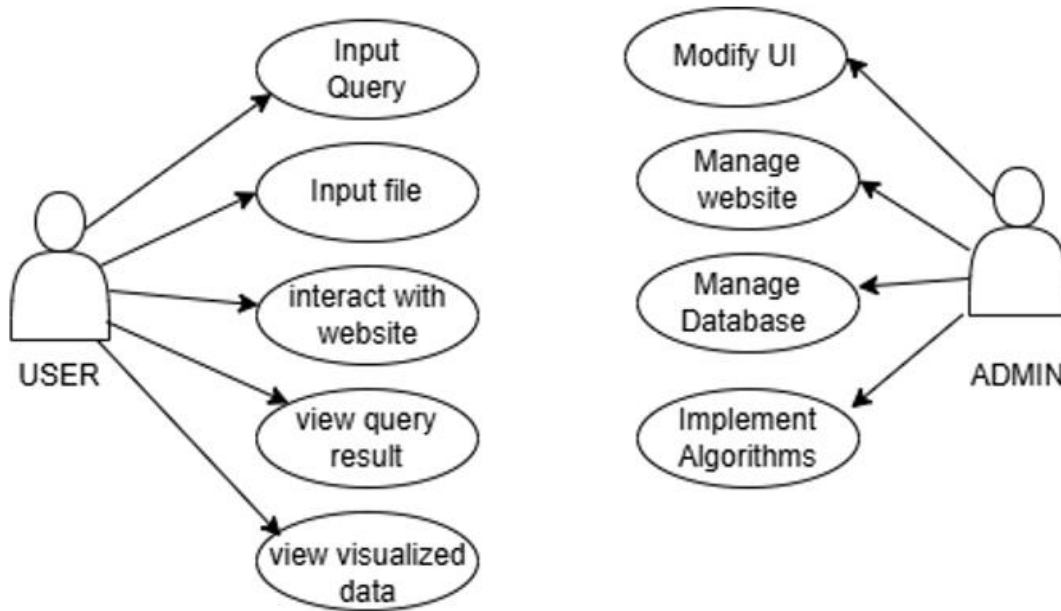 Input
Query
Input file
interact with
website
view query
result
view visualized
data
USER
Modify UI
Manage
website
Manage
Database
Implement
Algorithms
ADMIN